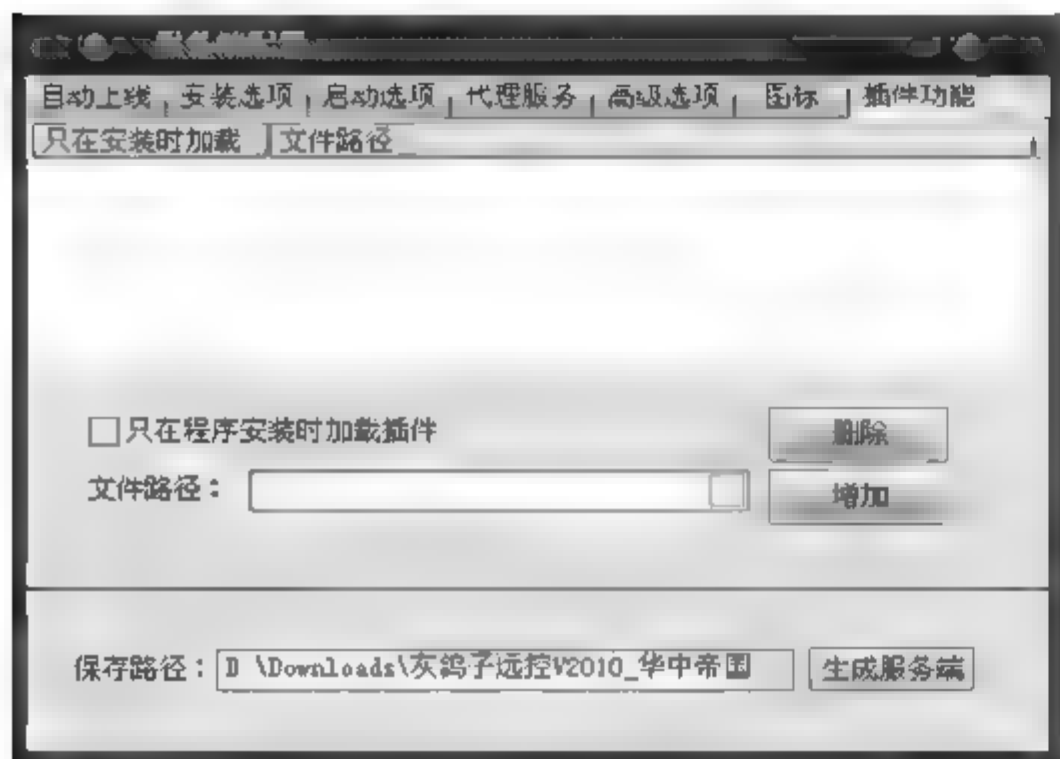 自动上线 安装选项 启动选项 代理服务 高级选项 图标 插件功能
只在安装时加载 文件路径
只在程序安装时加载插件
删除
文件路径：
增加
保存路径： D \Downloads\灰鸽子远控V2010_华中帝国 生成服务端